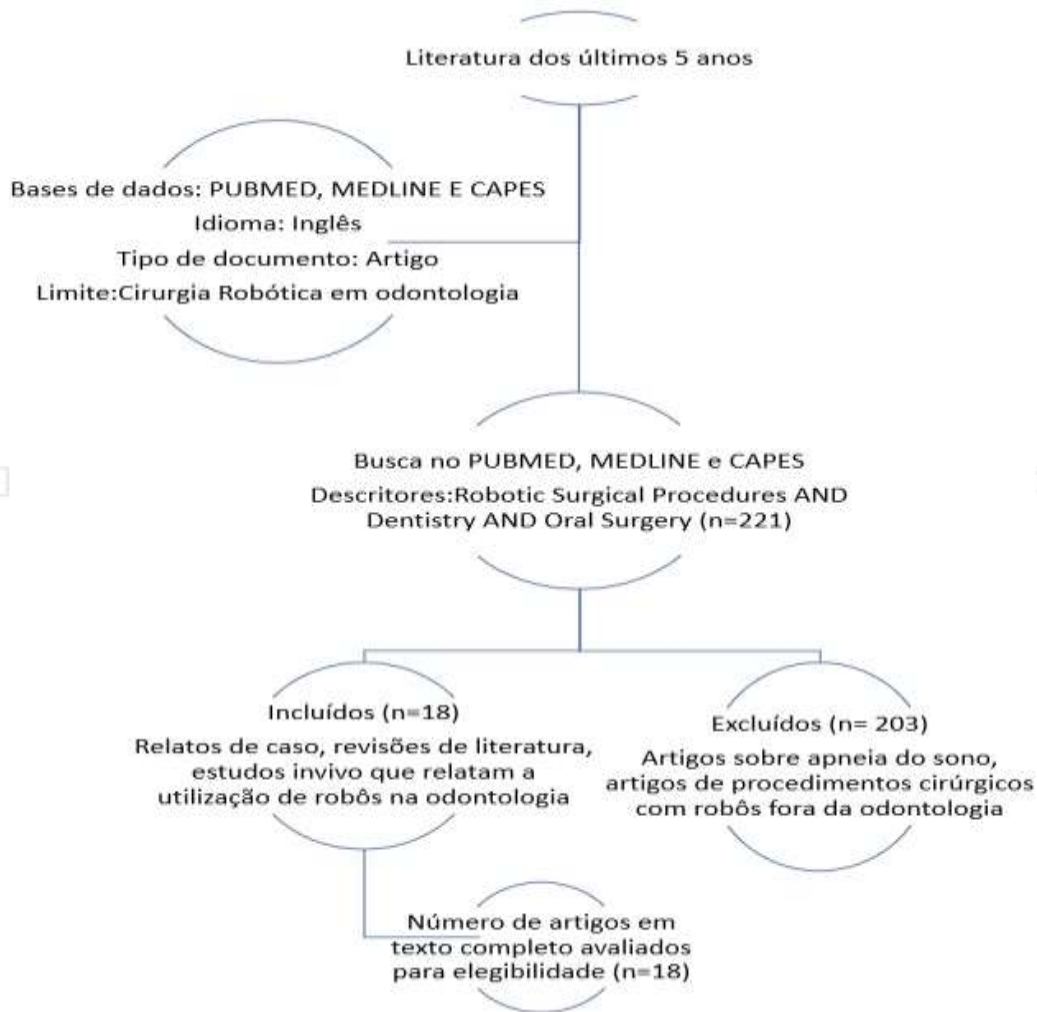 Literatura dos últimos 5 anos
Bases de dados: PUBMED, MEDLINE E CAPES
Idioma: Inglês
Tipo de documento: Artigo
Limite:Cirurgia Robótica em odontologia
Busca no PUBMED, MEDLINE e CAPES
Descritores:Robotic Surgical Procedures AND
Dentistry AND Oral Surgery (n=221)
Incluídos (n=18)
Relatos de caso, revisões de literatura,
estudos invivo que relatam a
utilização de robôs na odontologia
Excluídos (n= 203)
Artigos sobre apneia do sono,
artigos de procedimentos cirúrgicos
com robôs fora da odontologia
Número de artigos em
texto completo avaliados
para elegibilidade (n=18)